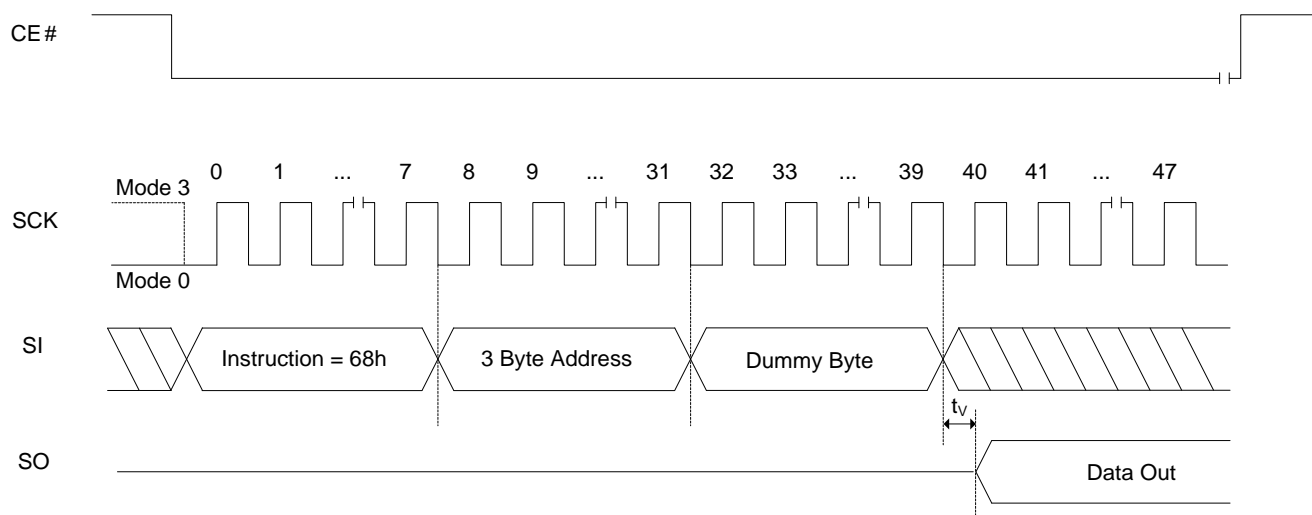 CE#
0 1 ... 7 8 9 ... 31 32 33 ... 39 40 41 ... 47
Mode 3
SCK
Mode 0
SI
Instruction = 68h
3 Byte Address
Dummy Byte
tV
SO
Data Out